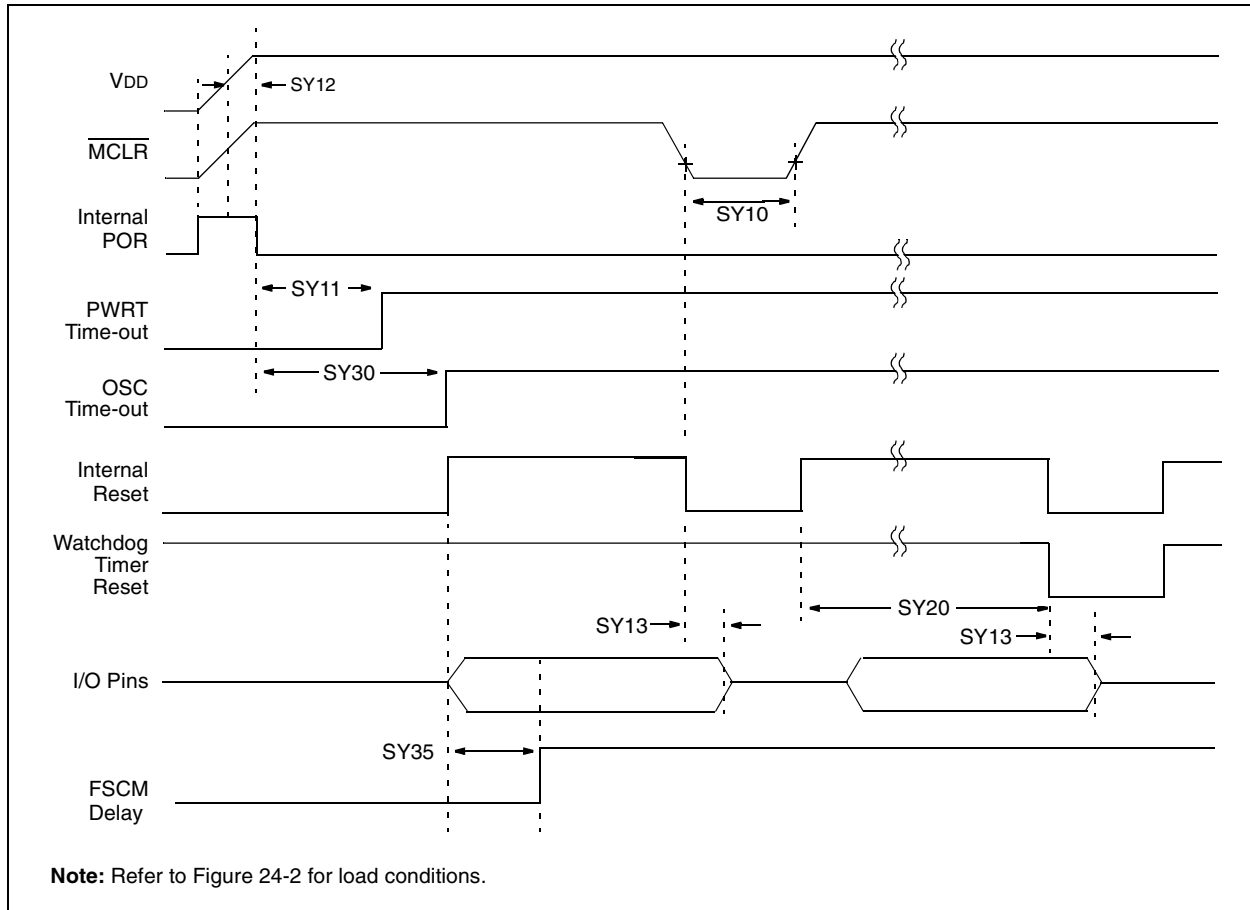 VDD
SY12
MCLR
SY10
Internal
POR
SY11
PWRT
Time-out
SY30
OSC
Time-out
Internal
Reset
Watchdog
Timer
Reset
SY20
SY13
SY13
I/O Pins
SY35
FSCM
Delay
Note: Refer to Figure 24-2 for load conditions.